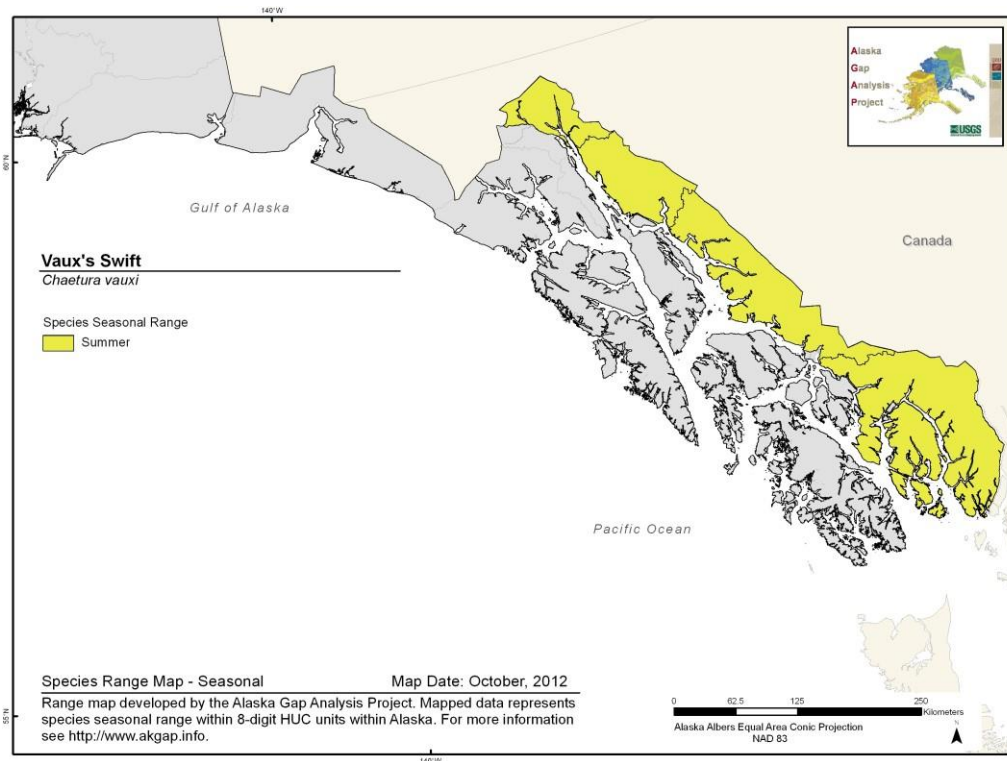 140°W
Alaska
Gap
Analysis
Project
USGS
60°N
Gulf of Alaska
Canada
Vaux's Swift
Chaetura vauxi
Species Seasonal Range
Summer
Pacific Ocean
Species Range Map - Seasonal Map Date: October, 2012
Range map developed by the Alaska Gap Analysis Project. Mapped data represents
species seasonal range within 8-digit HUC units within Alaska. For more information
see http://www.akgap.info.
0 62.5 125 250
Kilometers
Alaska Albers Equal Area Conic Projection
NAD 83
N
55°N
140°W